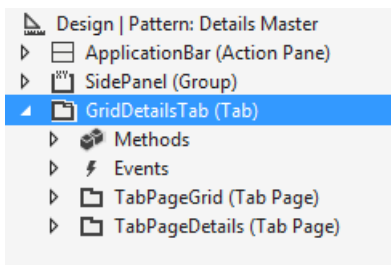 Design | Pattern: Details Master
ApplicationBar (Action Pane)
SidePanel (Group)
GridDetailsTab (Tab)
Methods
Events
TabPageGrid (Tab Page)
TabPageDetails (Tab Page)